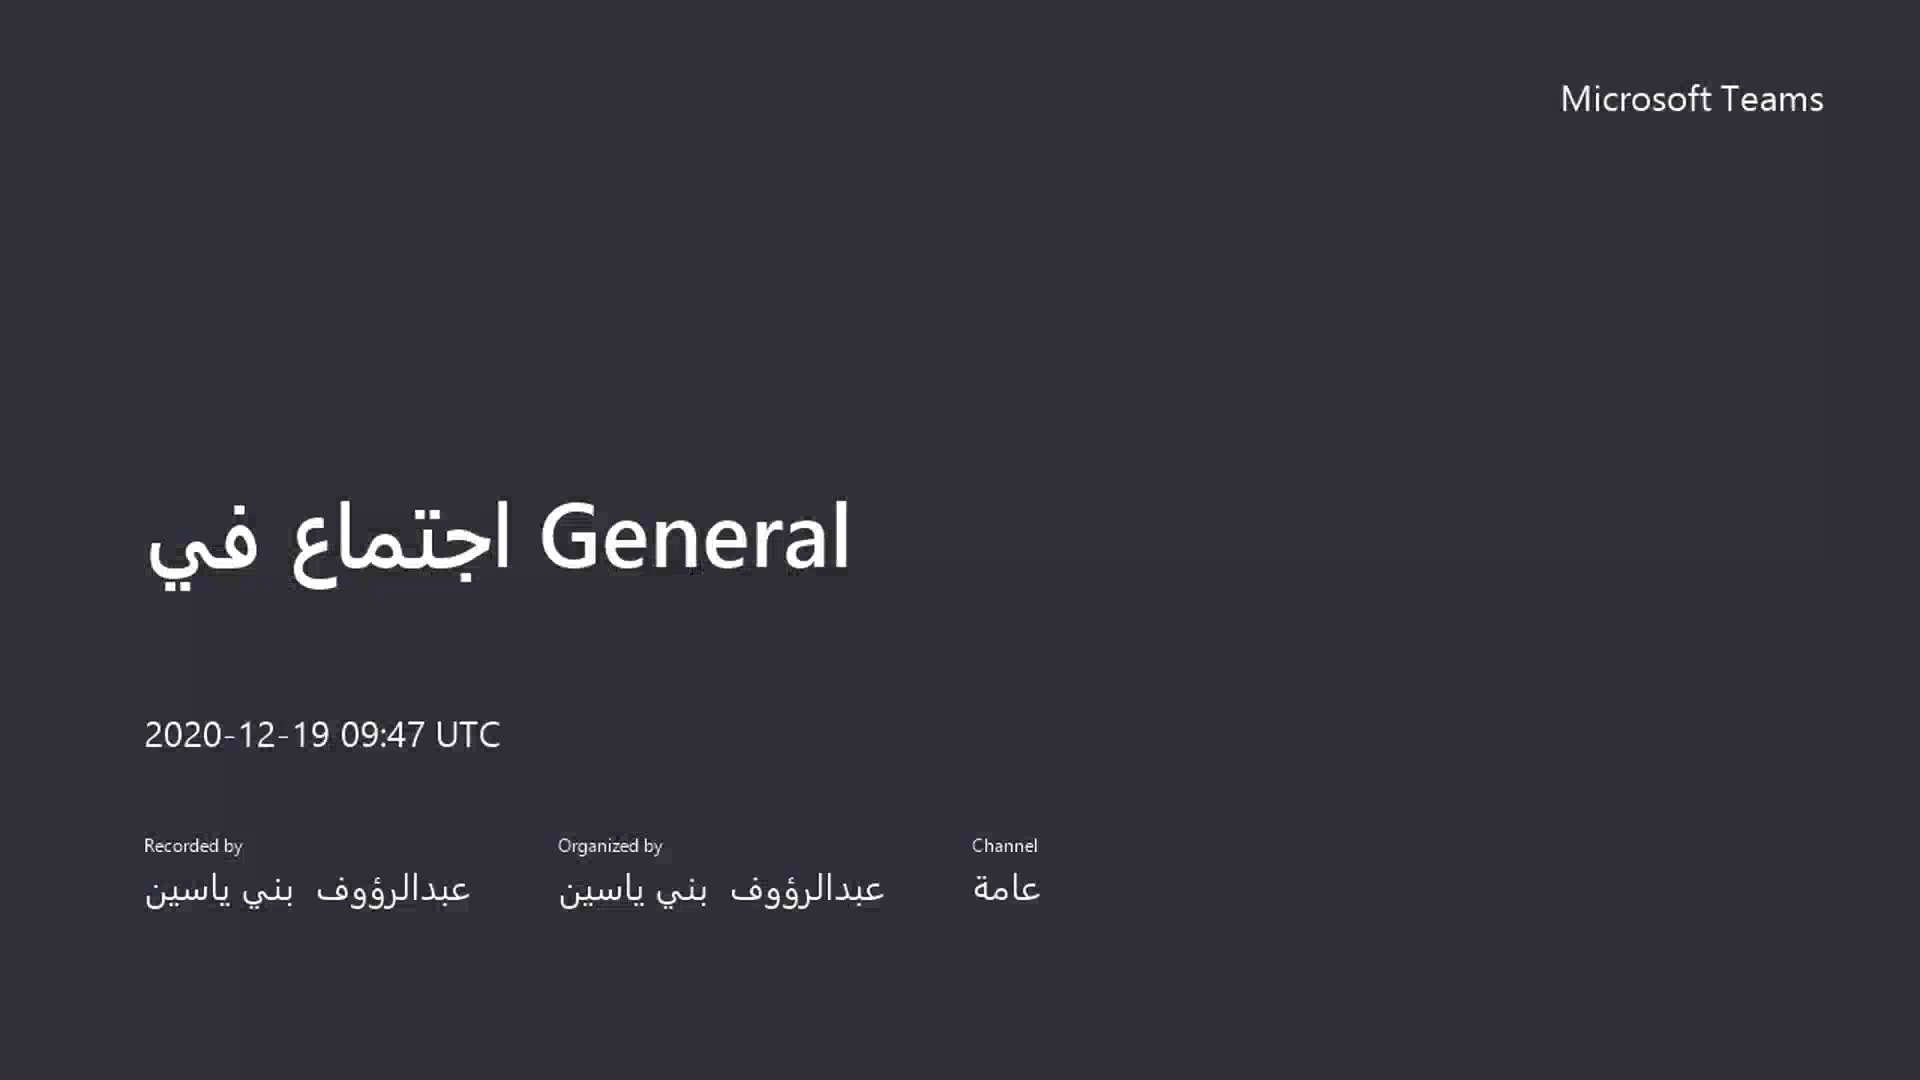 Microsoft Teams
اجتماع في General
2020-12-19 09:47 UTC
Recorded by
عبدالرؤوف بني ياسين
Organized by
عبدالرؤوف بني ياسين
Channel
عامة